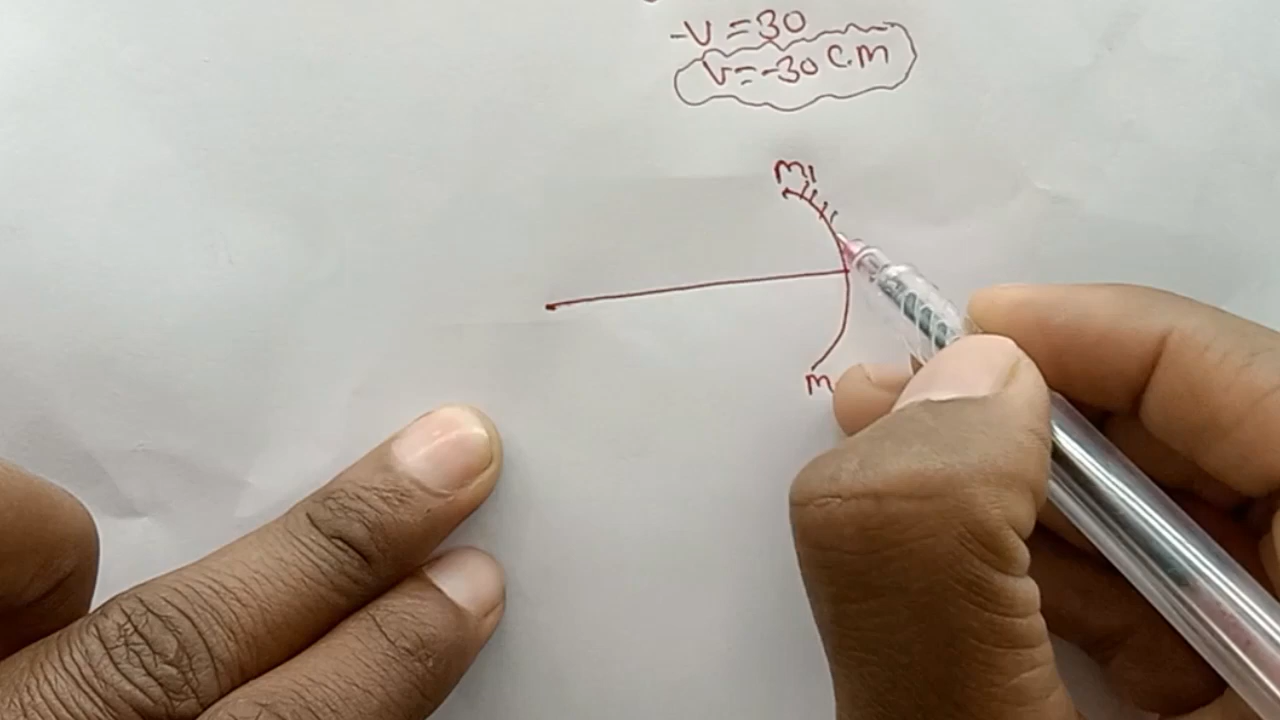 -V = 30
V = -30 C.m
M1
M